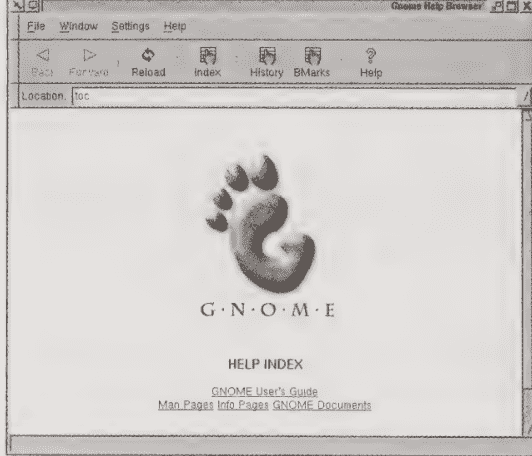 Gnome Help Browser
File Window Settings Help
Back Forward Reload Index History BMarks Help
Location: toc
G·N·O·M·E
HELP INDEX
GNOME User's Guide
Man Pages Info Pages GNOME Documents